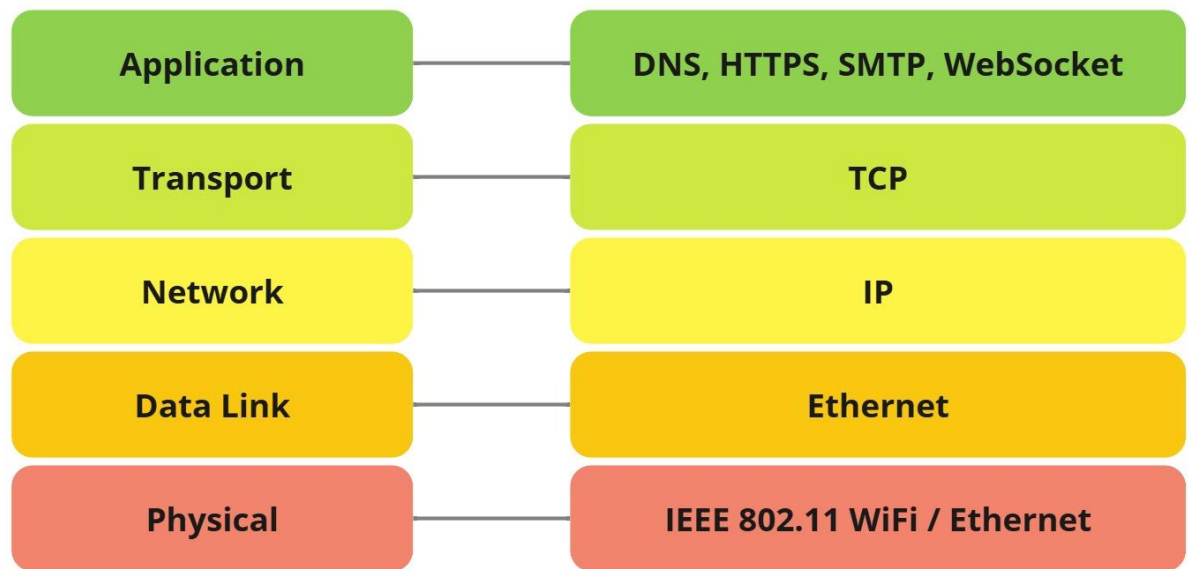 Application
DNS, HTTPS, SMTP, WebSocket
Transport
TCP
Network
IP
Data Link
Ethernet
Physical
IEEE 802.11 WiFi / Ethernet